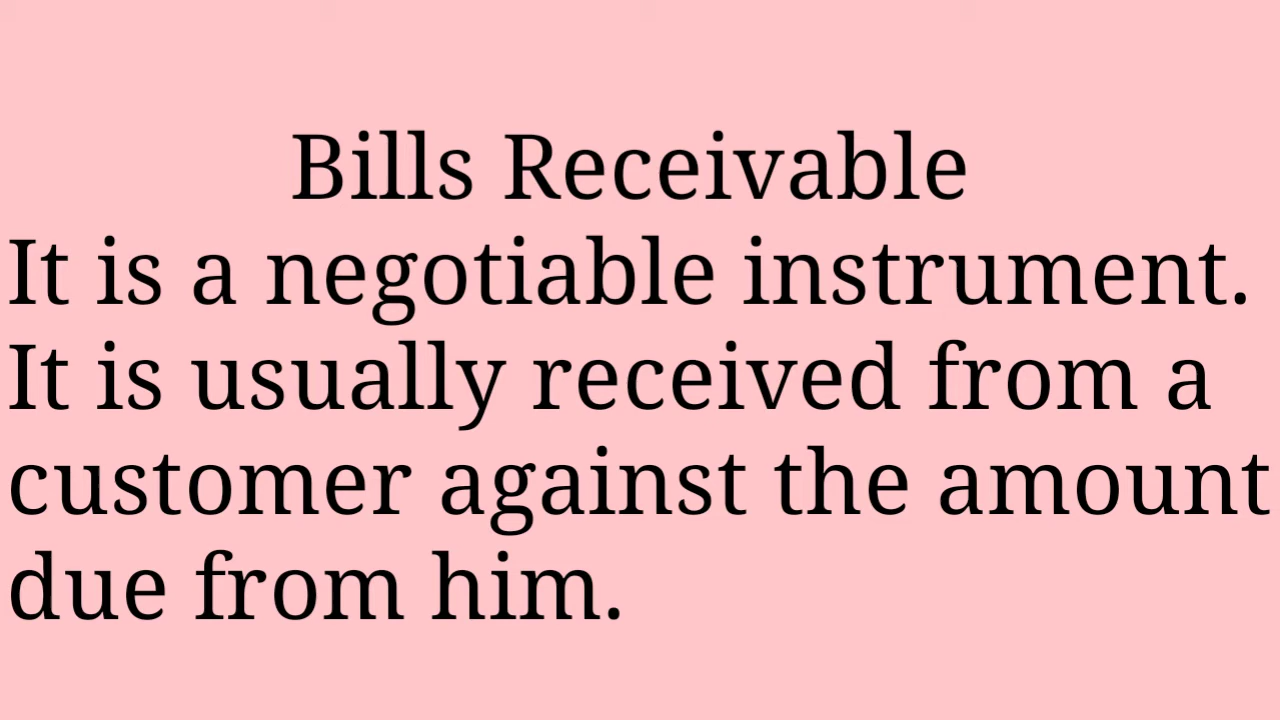 Bills Receivable
It is a negotiable instrument.
It is usually received from a
customer against the amount
due from him.